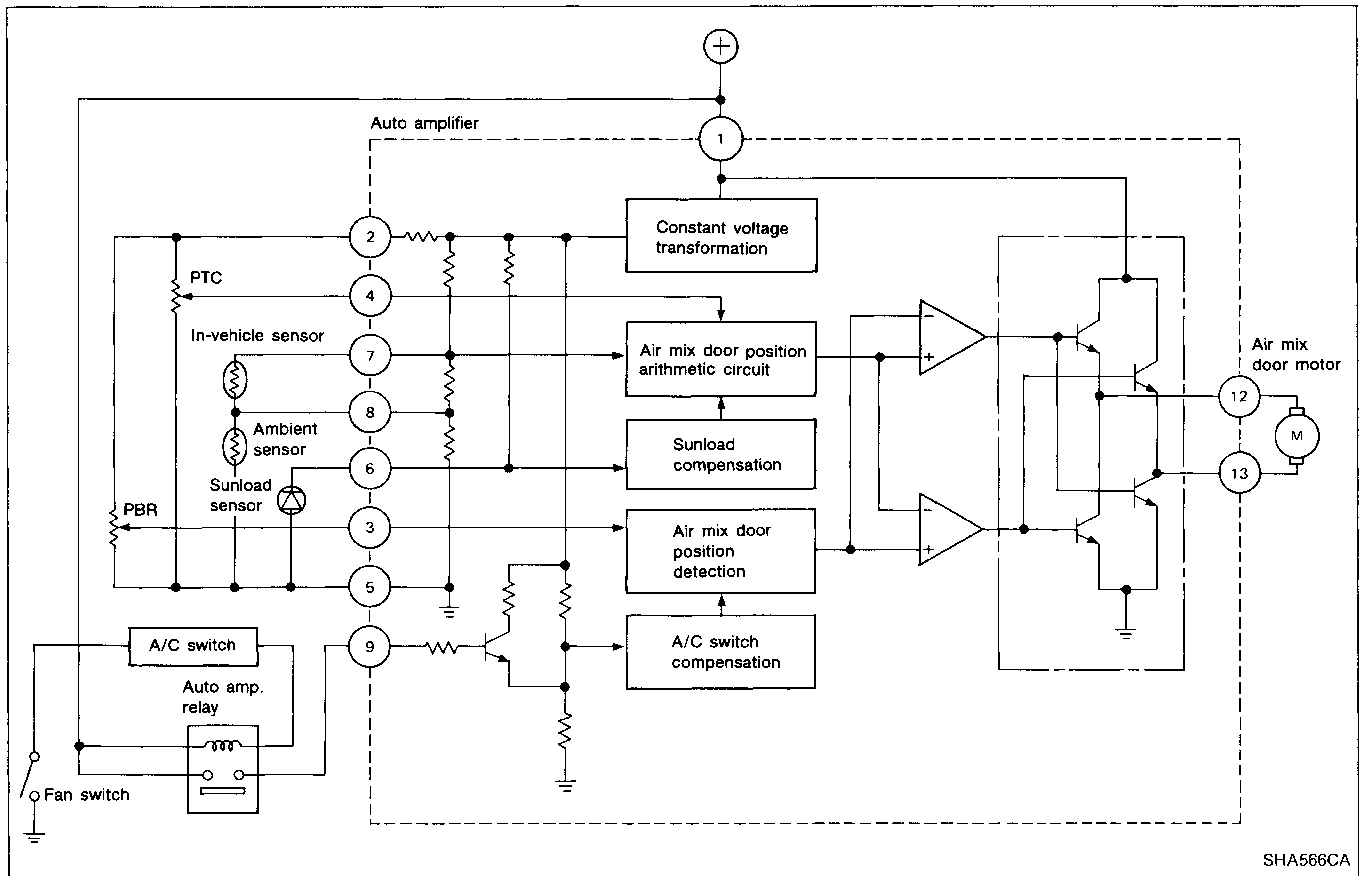 +
Auto amplifier
1
2
Constant voltage
transformation
PTC
4
In-vehicle sensor
7
Air mix door position
arithmetic circuit
Air mix
door motor
12
8
Ambient
sensor
M
Sunload
compensation
6
13
Sunload
sensor
PBR
3
Air mix door
position
detection
5
−
+
−
+
A/C switch
9
A/C switch
compensation
Auto amp.
relay
Fan switch
SHA566CA